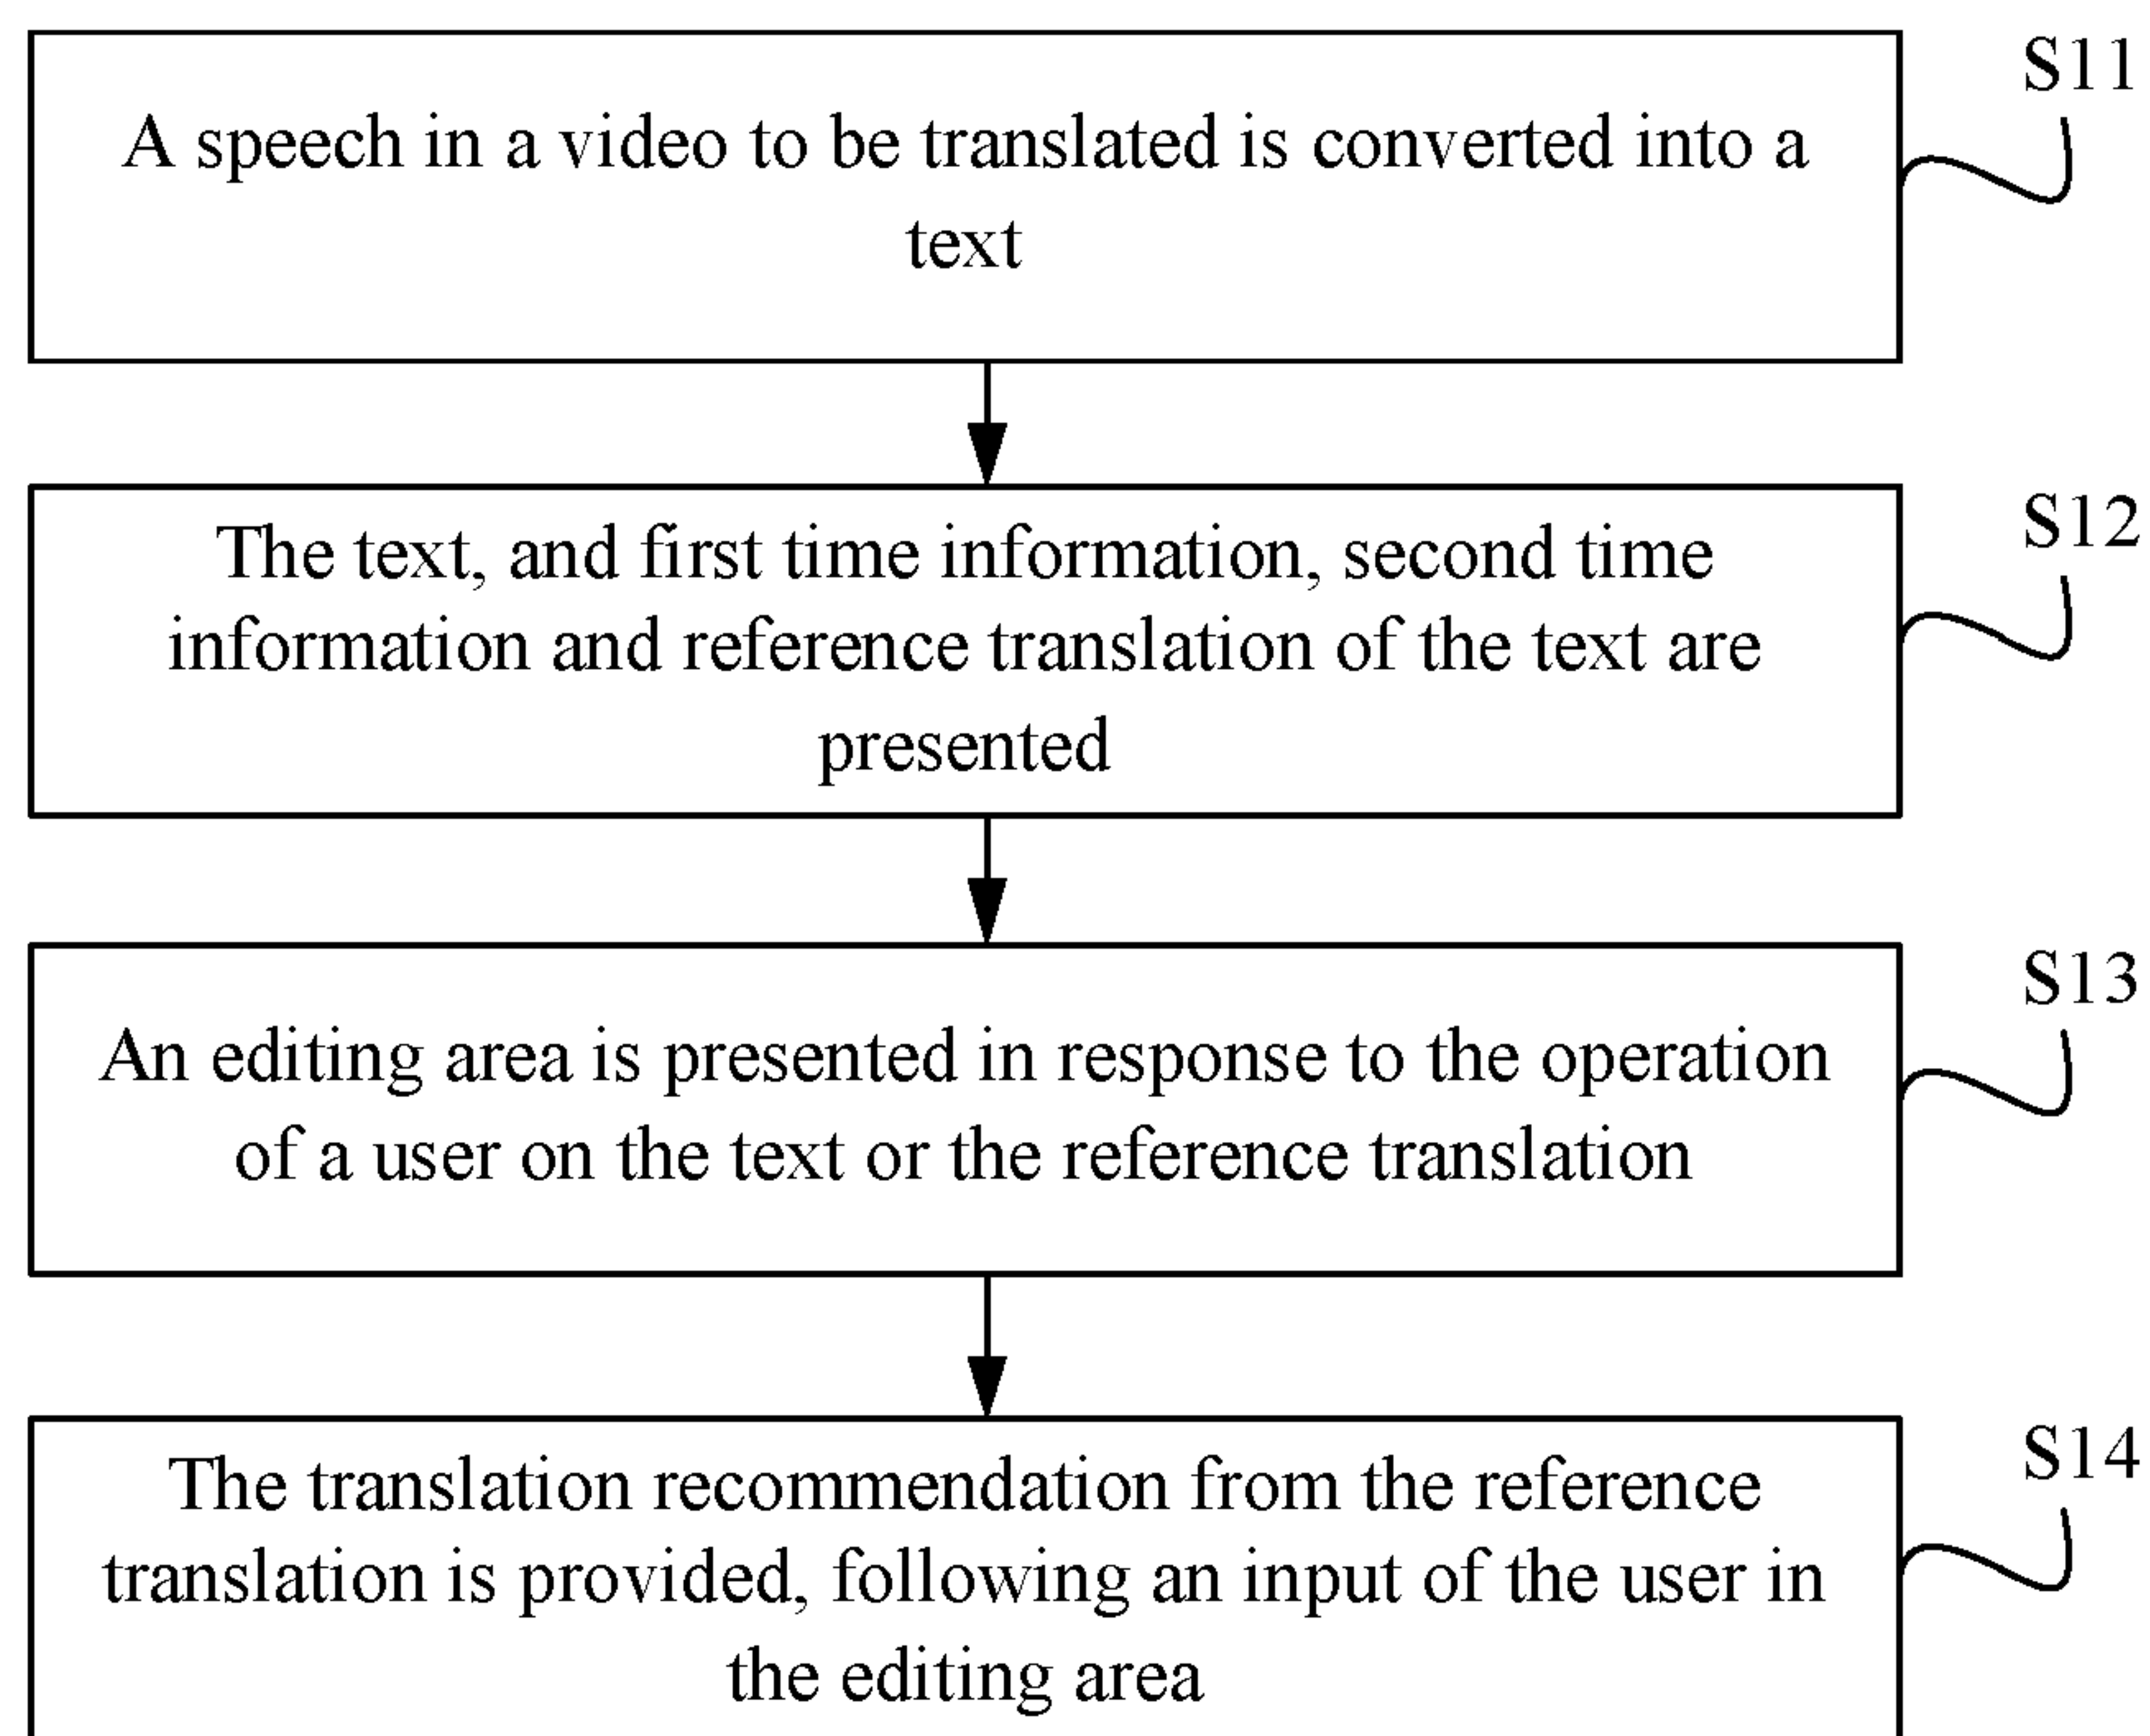 S11
A speech in a video to be translated is converted into a
text
S12
The text, and first time information, second time
information and reference translation of the text are
presented
S13
An editing area is presented in response to the operation
of a user on the text or the reference translation
S14
The translation recommendation from the reference
translation is provided, following an input of the user in
the editing area